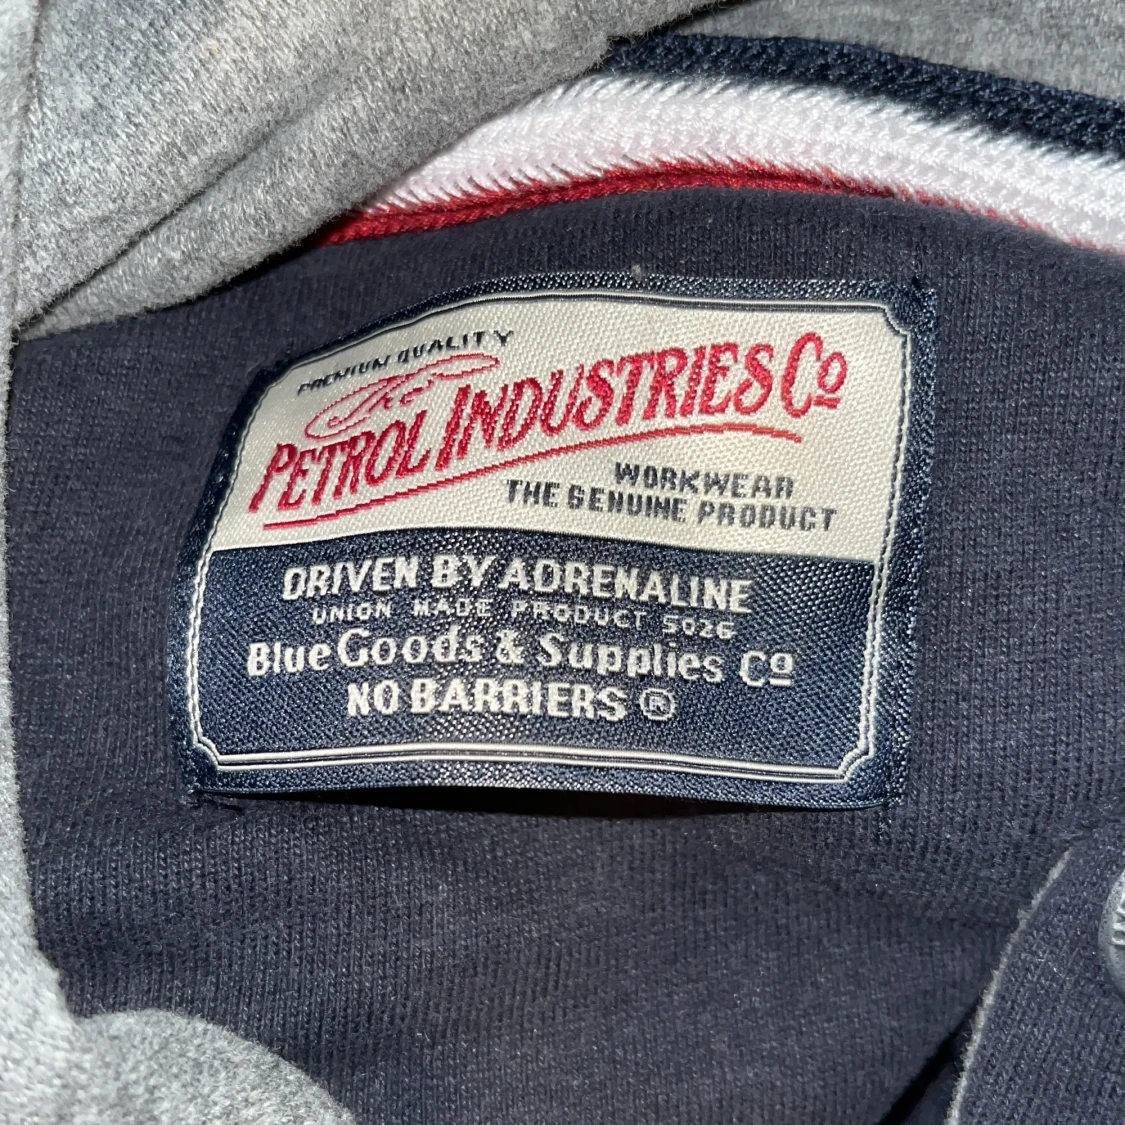 PREMIUM QUALITY
The
PETROL INDUSTRIES Co
WORKWEAR
THE GENUINE PRODUCT
DRIVEN BY ADRENALINE
UNION MADE PRODUCT 5026
Blue Goods & Supplies Co
NO BARRIERS ®